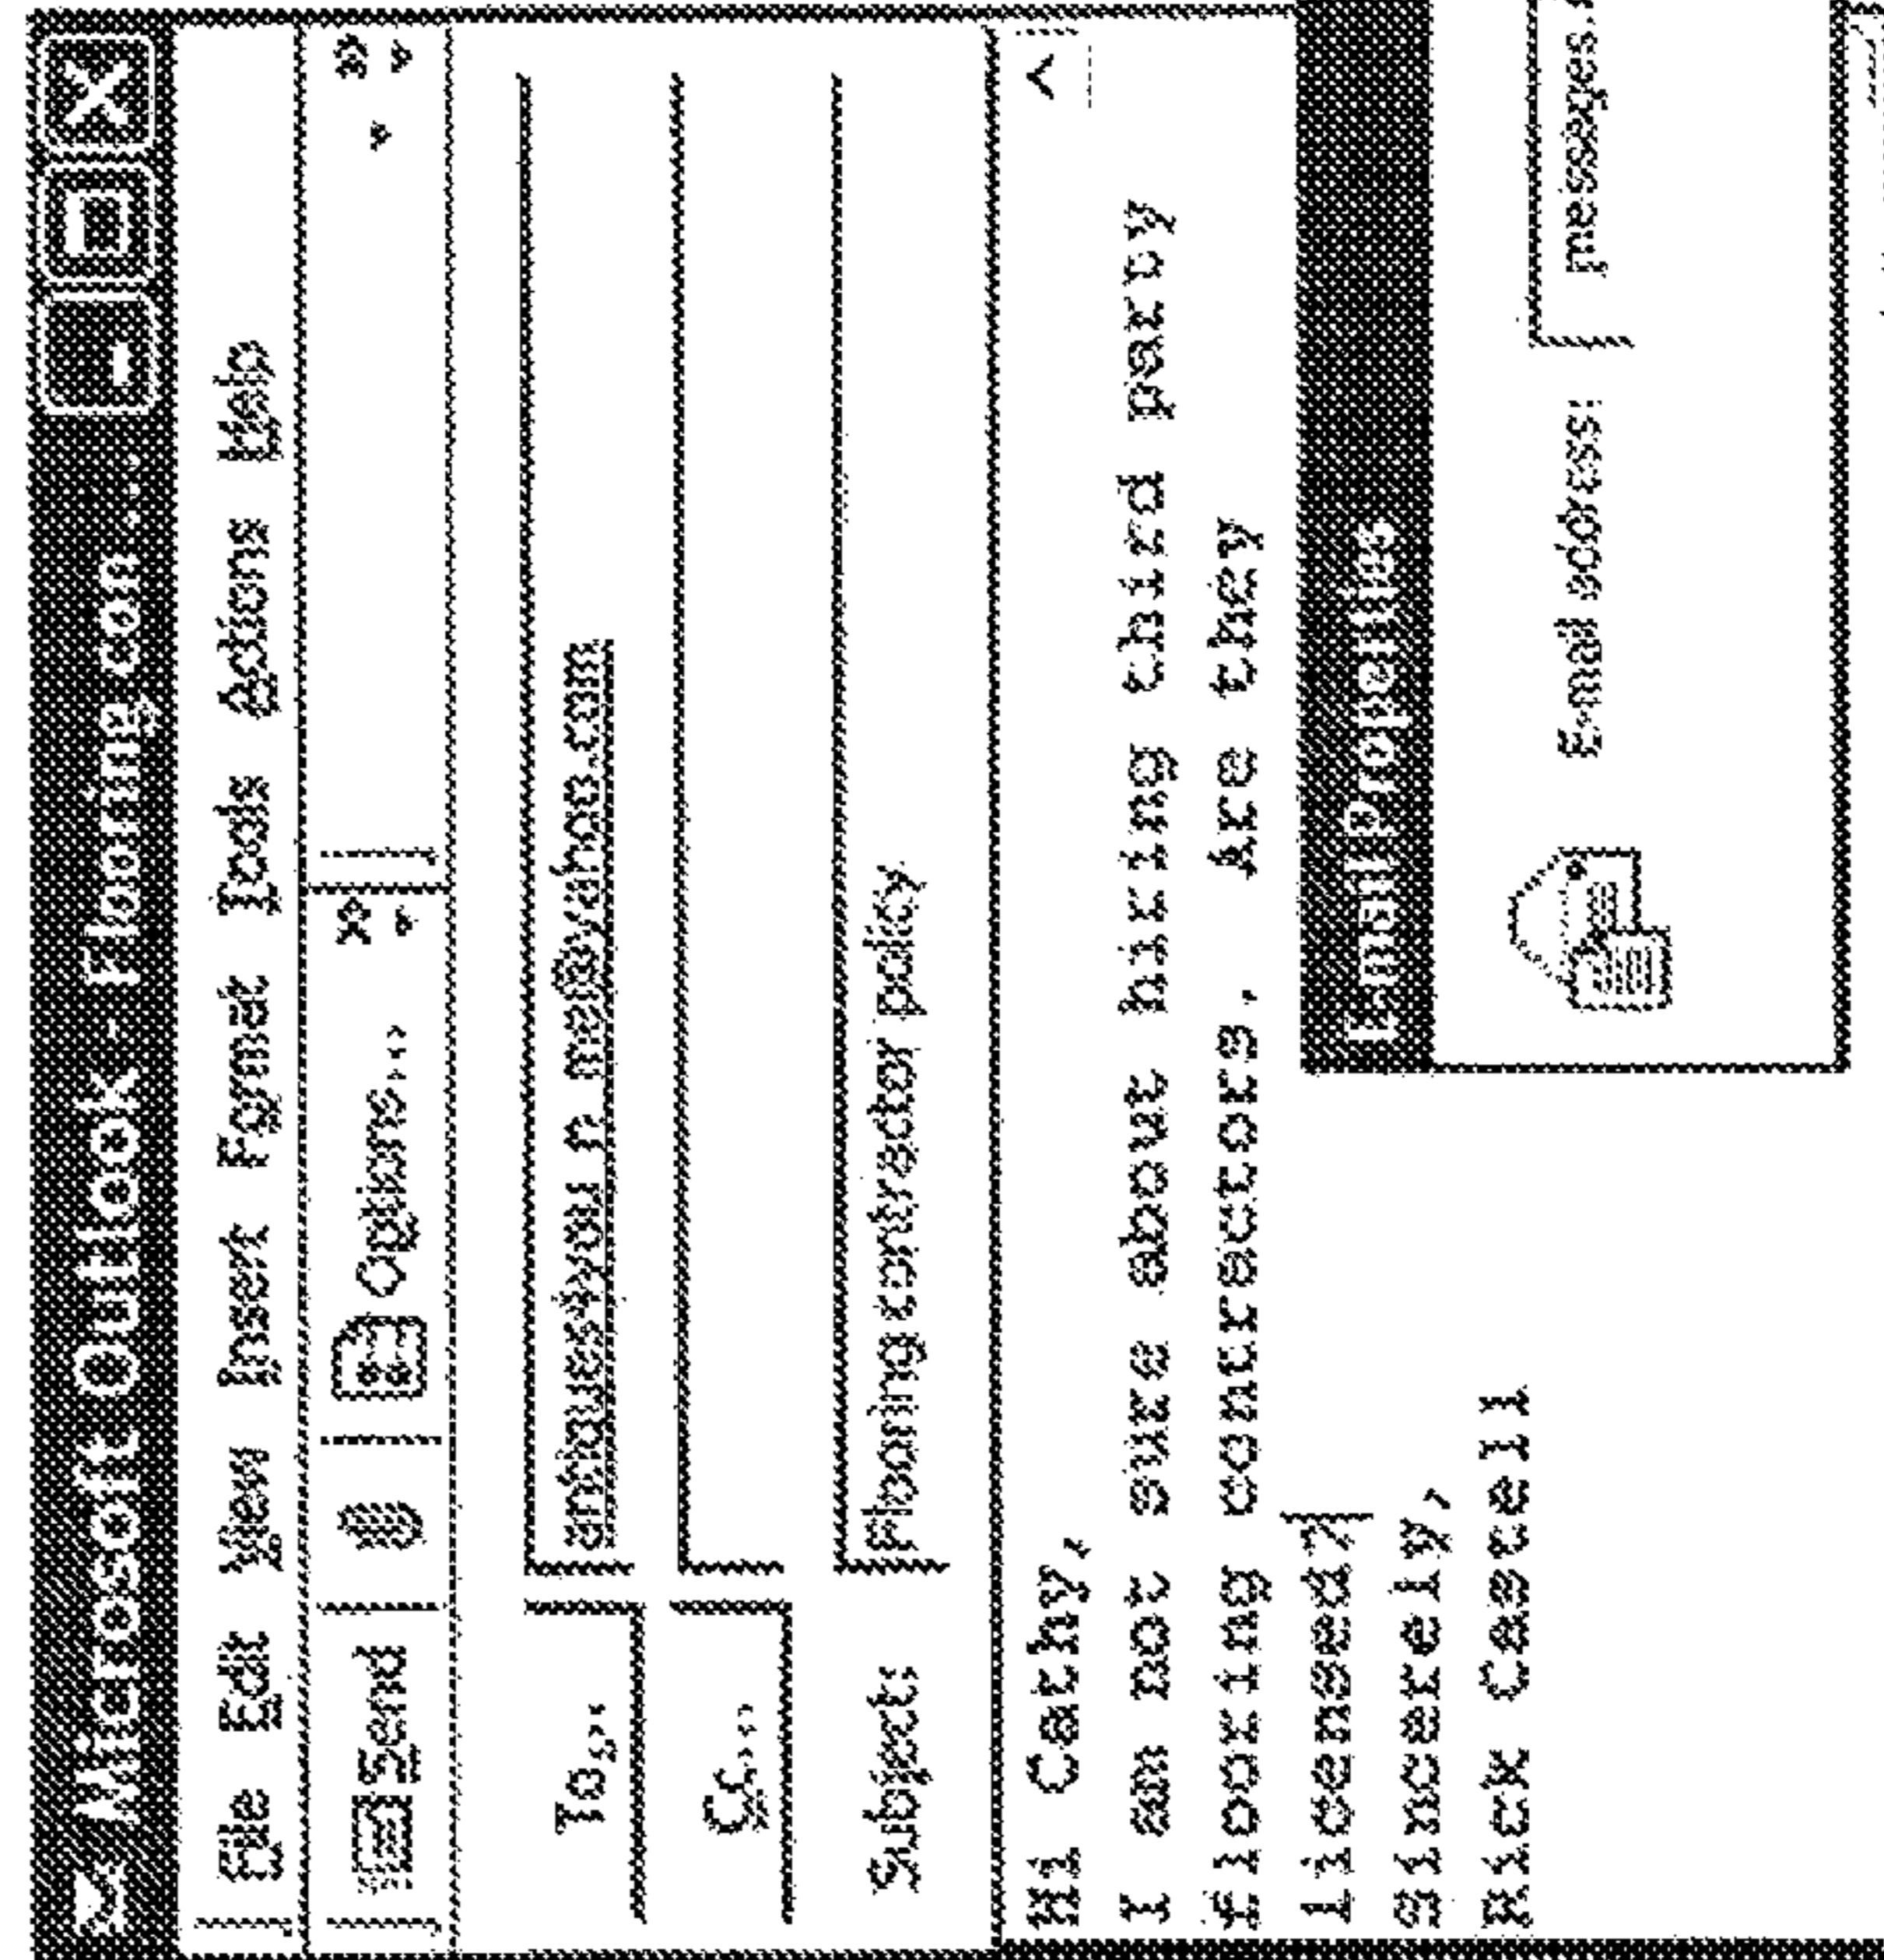 Microsoft Outlook - Flooring con ...
File Edit View Insert Format Tools Actions Help
Send Options...
To...
Cc...
Subject: Flooring contractor policy
Hi Cathy,
I am not sure about hiring third party
flooring contractors. Are they
licensed?
Sincerely,
Rick Castell
Email Properties
E-mail address: messages.